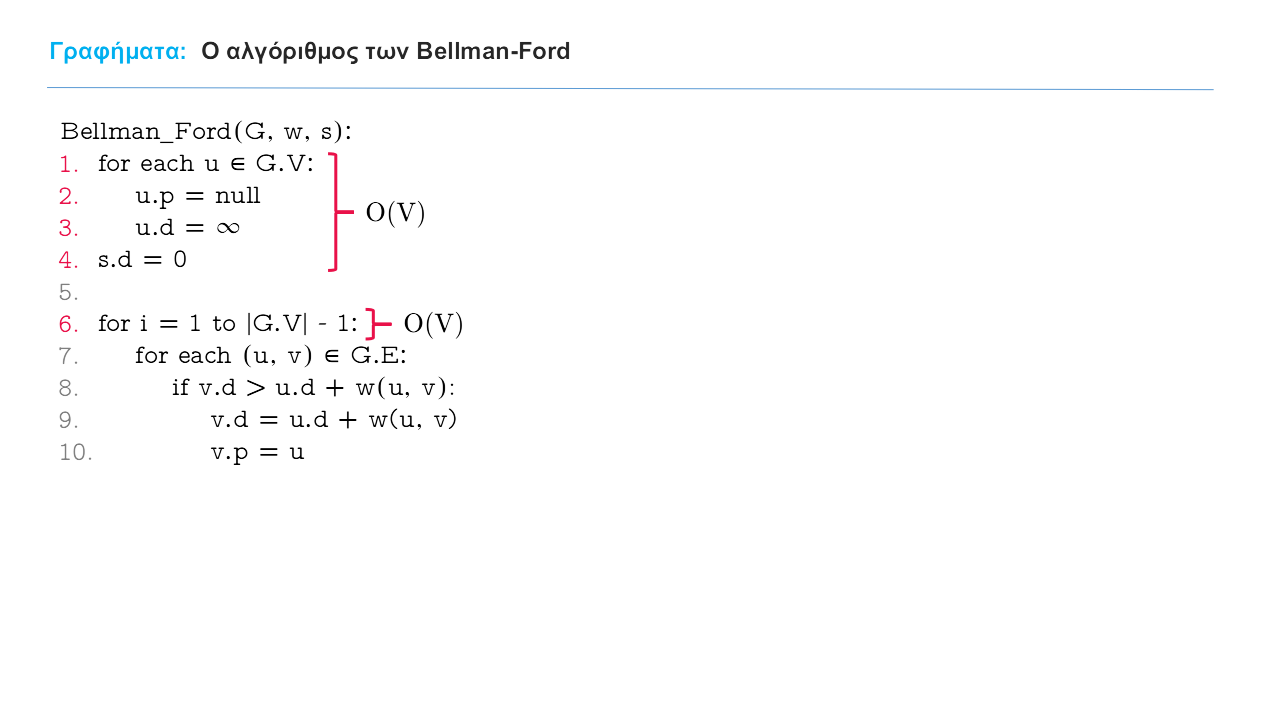 Γραφήματα: Ο αλγόριθμος των Bellman-Ford
Bellman_Ford(G, w, s):
1. for each u ∈ G.V:
2. u.p = null
3. u.d = ∞
O(V)
4. s.d = 0
5.
6. for i = 1 to |G.V| - 1: O(V)
7. for each (u, v) ∈ G.E:
8. if v.d > u.d + w(u, v):
9. v.d = u.d + w(u, v)
10. v.p = u